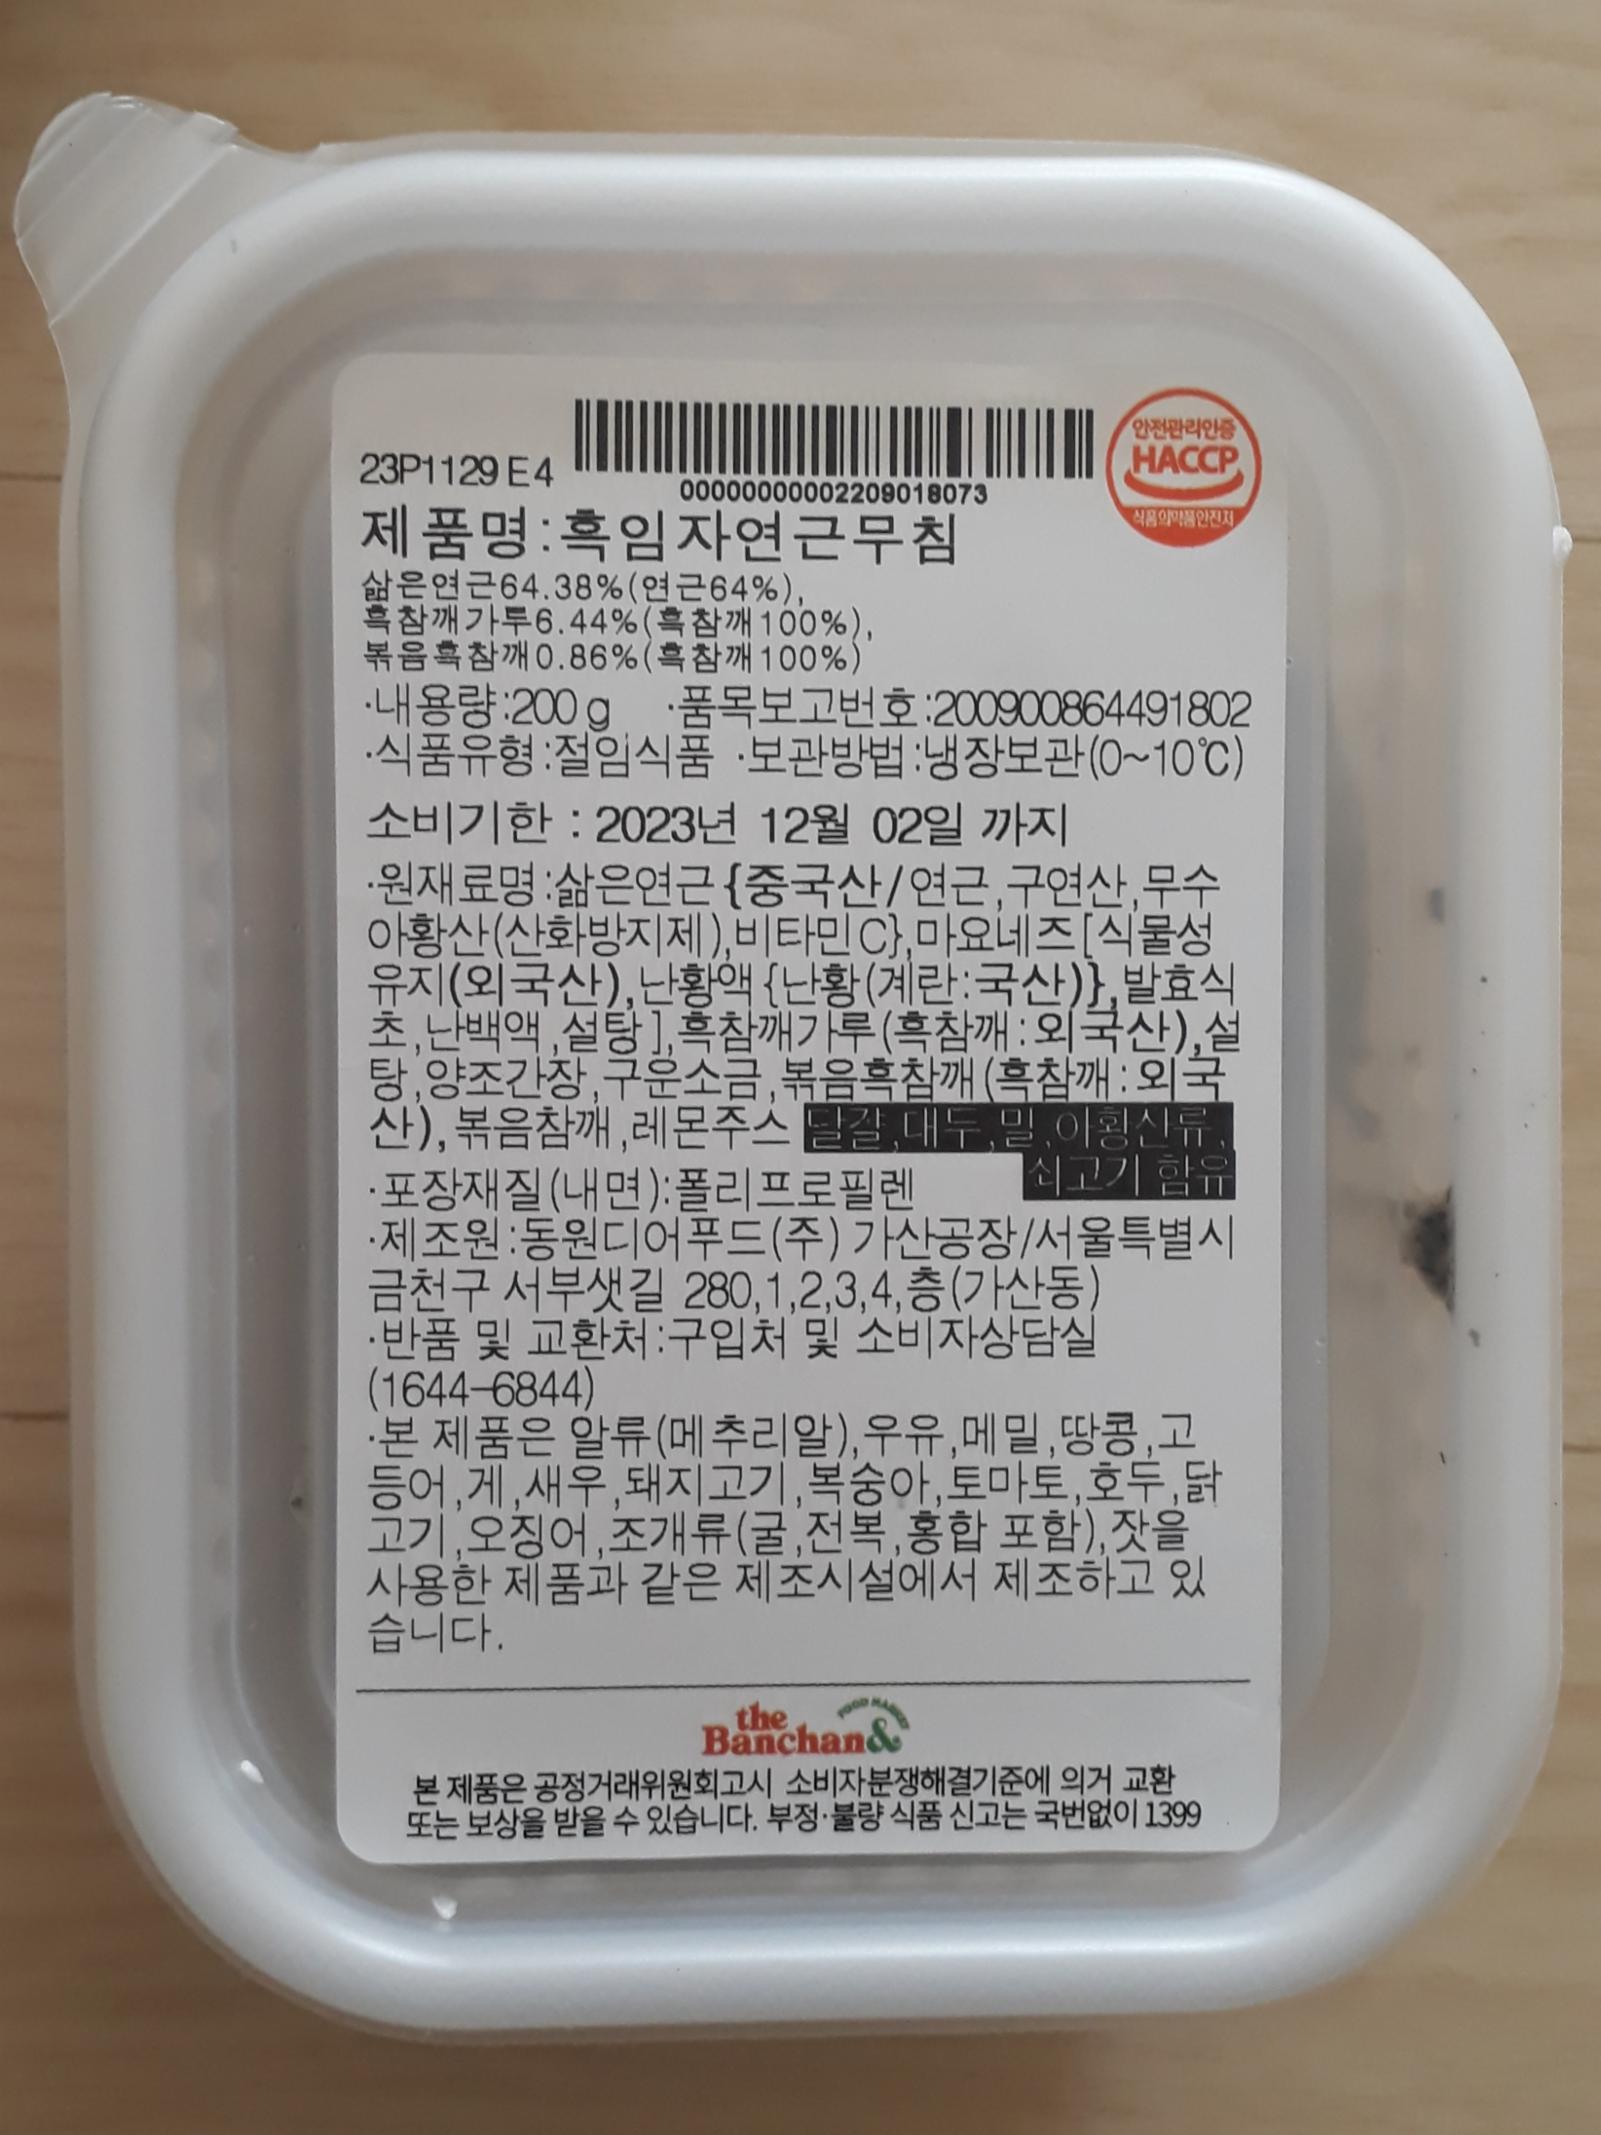 23P1129 E4
00000000002209018073
안전관리인증
HACCP
식품의약품안전처
제품명:흑임자연근무침
삶은연근64.38%(연근64%),
흑참깨가루6.44%(흑참깨100%),
볶음흑참깨0.86%(흑참깨100%)
·내용량:200 g ·품목보고번호:200900864491802
·식품유형:절임식품 ·보관방법:냉장보관(0~10℃)
소비기한 : 2023년 12월 02일 까지
·원재료명:삶은연근{중국산/연근,구연산,무수
아황산(산화방지제),비타민C},마요네즈[식물성
유지(외국산),난황액{난황(계란:국산)},발효식
초,난백액,설탕],흑참깨가루(흑참깨:외국산),설
탕,양조간장,구운소금,볶음흑참깨(흑참깨:외국
산),볶음참깨,레몬주스 달걀,대두,밀,아황산류,
쇠고기 함유
·포장재질(내면):폴리프로필렌
·제조원:동원디어푸드(주) 가산공장/서울특별시
금천구 서부샛길 280,1,2,3,4,층(가산동)
·반품 및 교환처:구입처 및 소비자상담실
(1644-6844)
·본 제품은 알류(메추리알),우유,메밀,땅콩,고
등어,게,새우,돼지고기,복숭아,토마토,호두,닭
고기,오징어,조개류(굴,전복,홍합 포함),잣을
사용한 제품과 같은 제조시설에서 제조하고 있
습니다.
the
Banchan&
FOOD MARKET
본 제품은 공정거래위원회고시 소비자분쟁해결기준에 의거 교환
또는 보상을 받을 수 있습니다. 부정·불량 식품 신고는 국번없이 1399